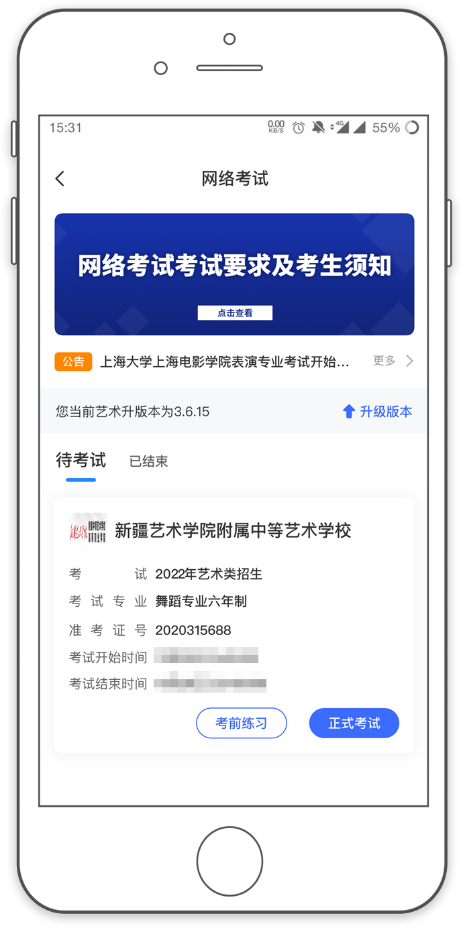 15:31
0.00
KB/S
4G
55%
网络考试
网络考试考试要求及考生须知
点击查看
公告 上海大学上海电影学院表演专业考试开始... 更多
您当前艺术升版本为3.6.15
升级版本
待考试 已结束
新疆艺术学院附属中等艺术学校
考试 2022年艺术类招生
考试专业 舞蹈专业六年制
准考证号 2020315688
考试开始时间
考试结束时间
考前练习 正式考试